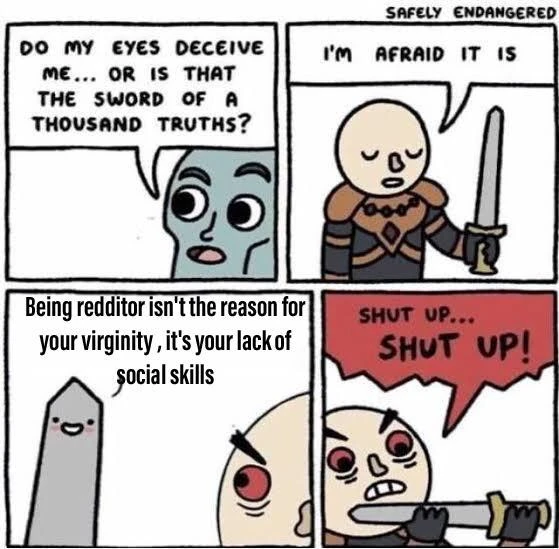 SAFELY ENDANGERED
DO MY EYES DECEIVE
ME... OR IS THAT
THE SWORD OF A
THOUSAND TRUTHS?
I'M AFRAID IT IS
Being redditor isn't the reason for
your virginity , it's your lack of
social skills
SHUT UP...
SHUT UP!